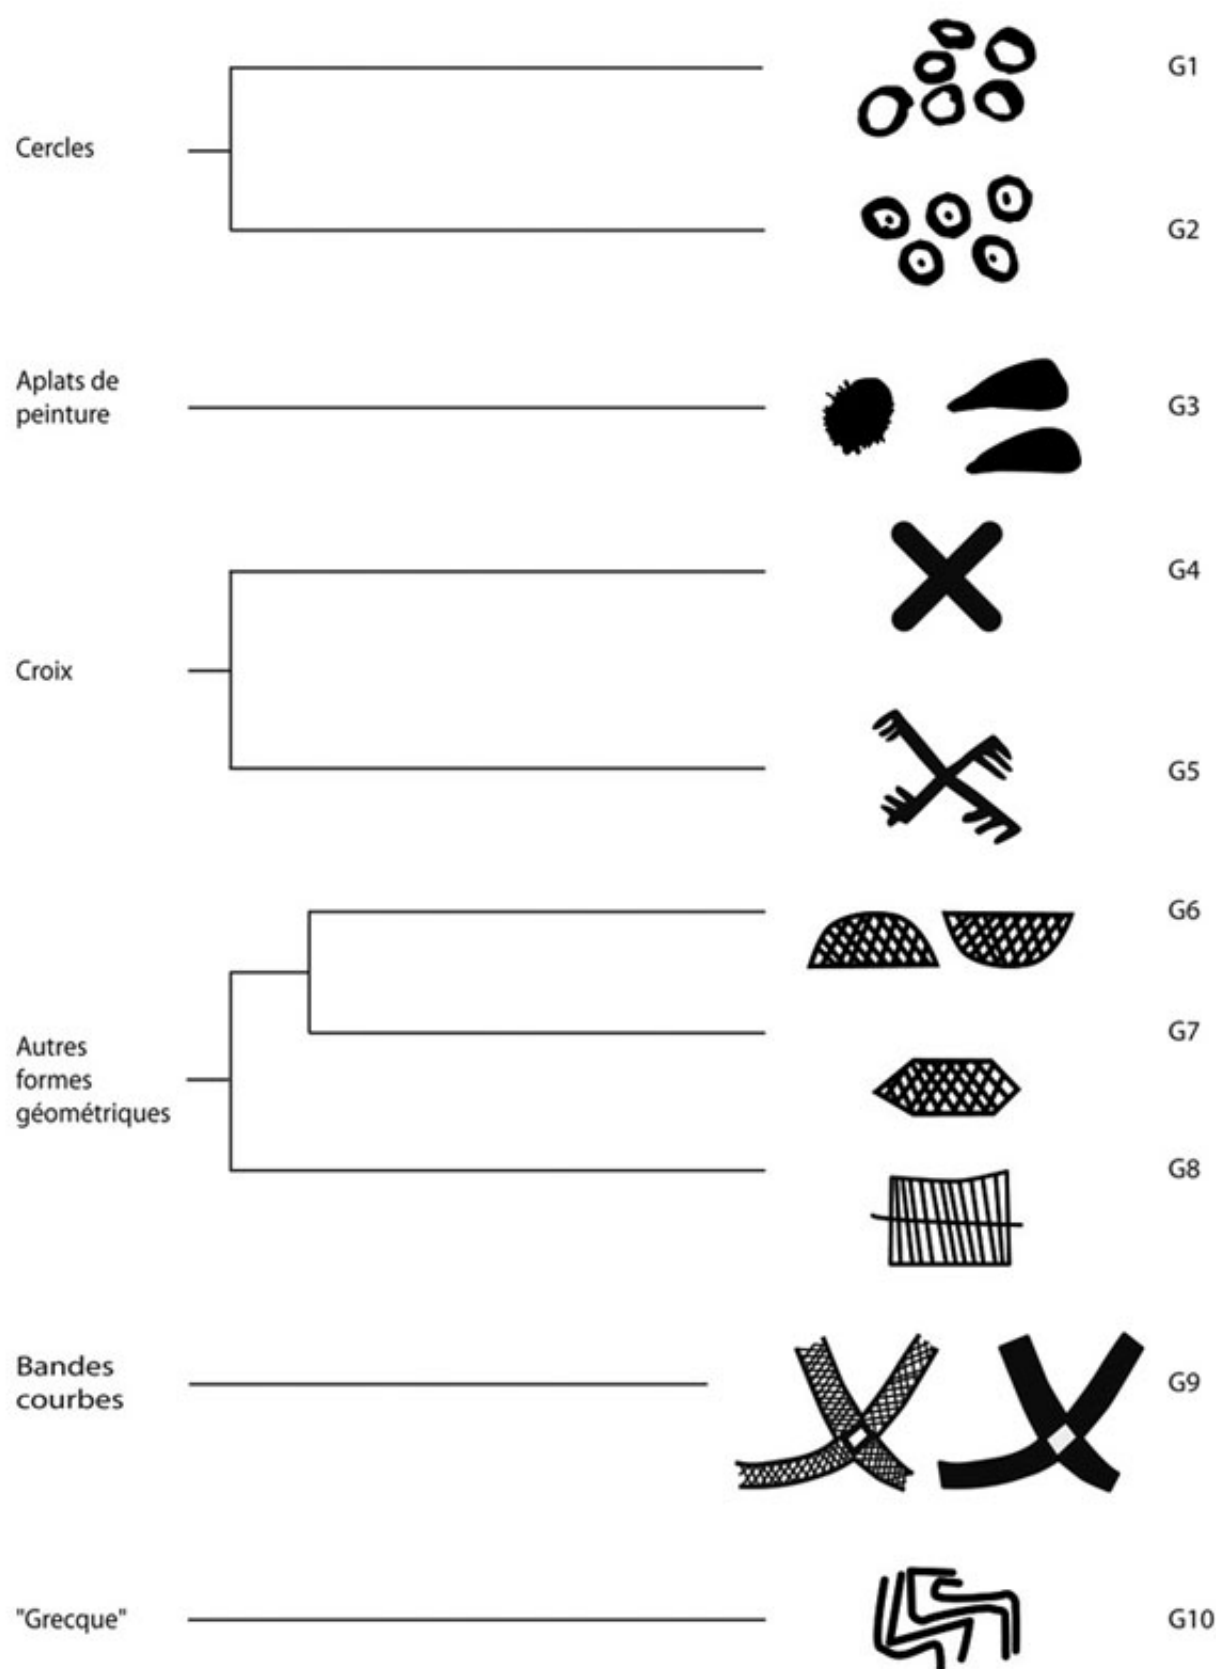 Cercles
G1
G2
Aplats de
peinture
G3
Croix
G4
G5
Autres
formes
géométriques
G6
G7
G8
Bandes
courbes
G9
"Grecque"
G10